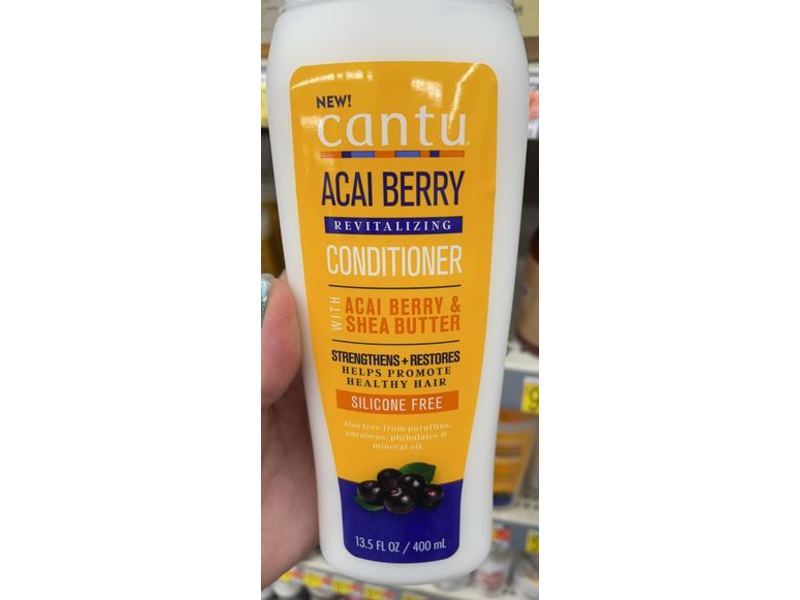 NEW!
cantu
ACAI BERRY
REVITALIZING
CONDITIONER
WITH ACAI BERRY &
SHEA BUTTER
STRENGTHENS + RESTORES
HELPS PROMOTE
HEALTHY HAIR
SILICONE FREE
also free from paraffins,
parabens, phthalates &
mineral oil
13.5 FL OZ / 400 mL